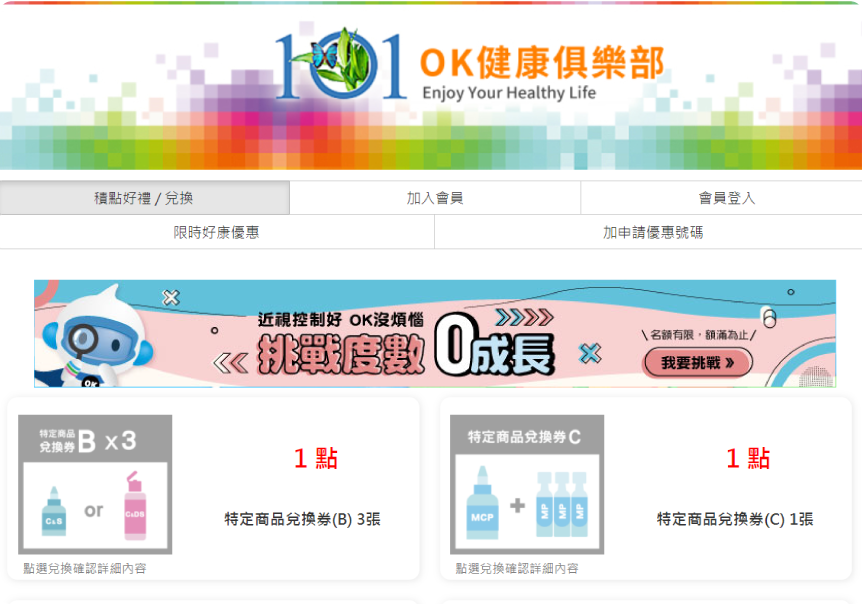 101 OK健康俱樂部
Enjoy Your Healthy Life
積點好禮 / 兌換
加入會員
會員登入
限時好康優惠
加申請優惠號碼
近視控制好 OK沒煩惱
挑戰度數0成長
\名額有限，額滿為止/
我要挑戰 »
OK
特定商品
兌換券B x3
C&S
or
C&DS
1 點
特定商品兌換券(B) 3張
點選兌換確認詳細內容
特定商品兌換券C
MCP
+
MP
MP
MP
1 點
特定商品兌換券(C) 1張
點選兌換確認詳細內容